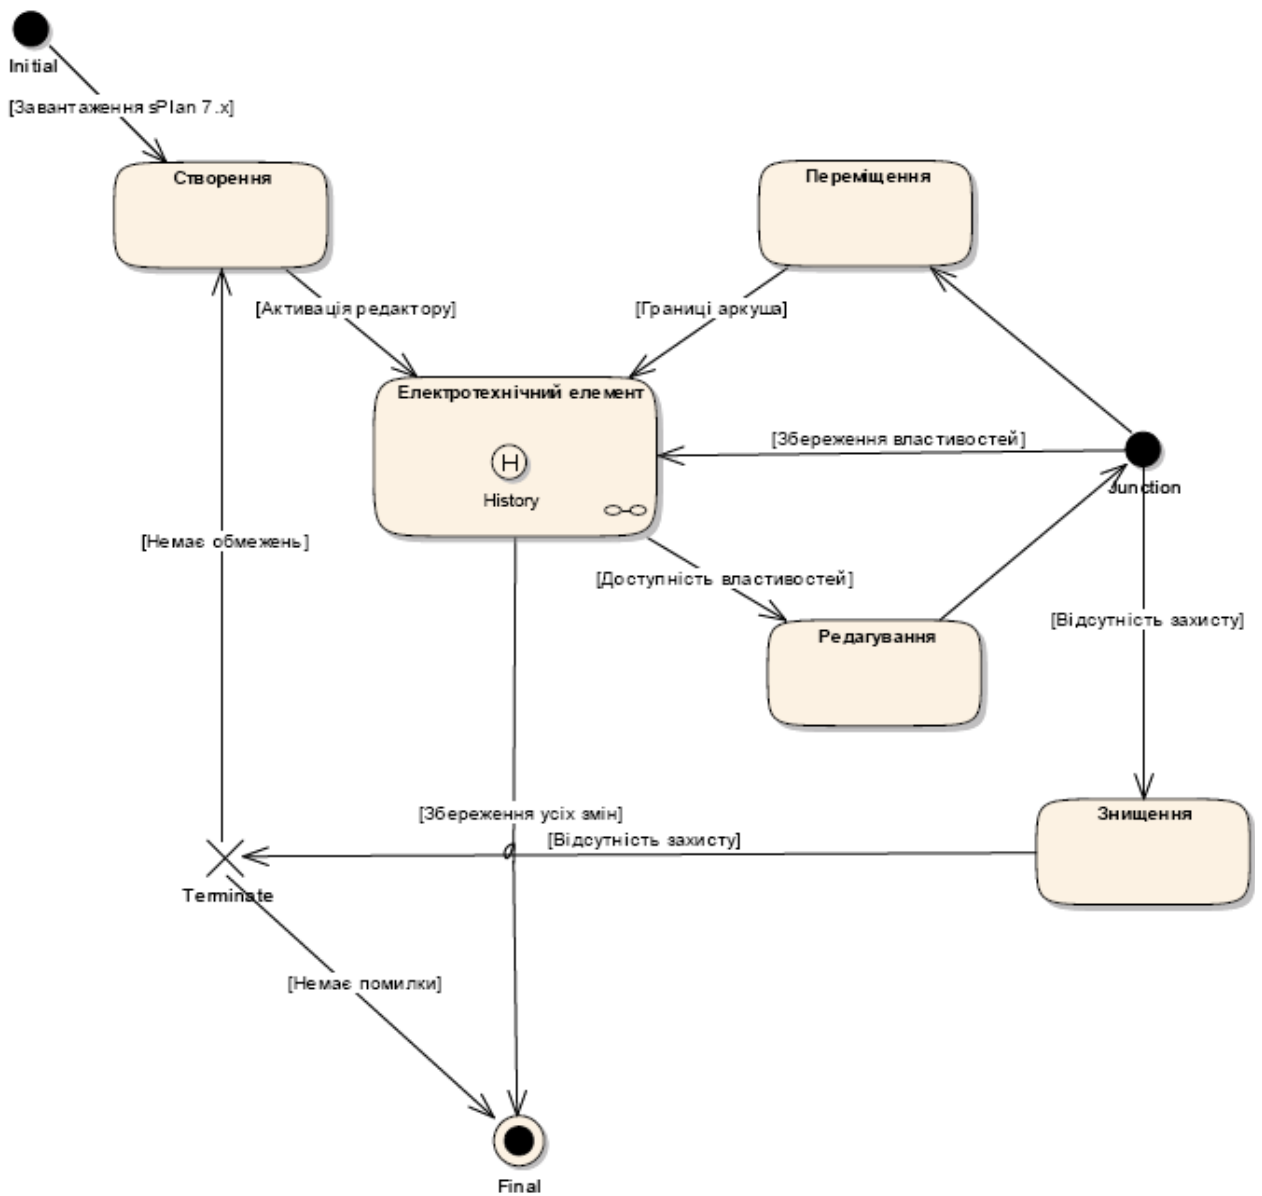 Initial
[Завантаження sPlan 7.x]
Створення
Переміщення
[Активація редактору]
[Границі аркуша]
Електротехнічний елемент
[Збереження властивостей]
H
History
Junction
[Немає обмежень]
[Доступність властивостей]
[Відсутність захисту]
Редагування
[Збереження усіх змін]
Знищення
[Відсутність захисту]
Terminate
[Немає помилки]
Final